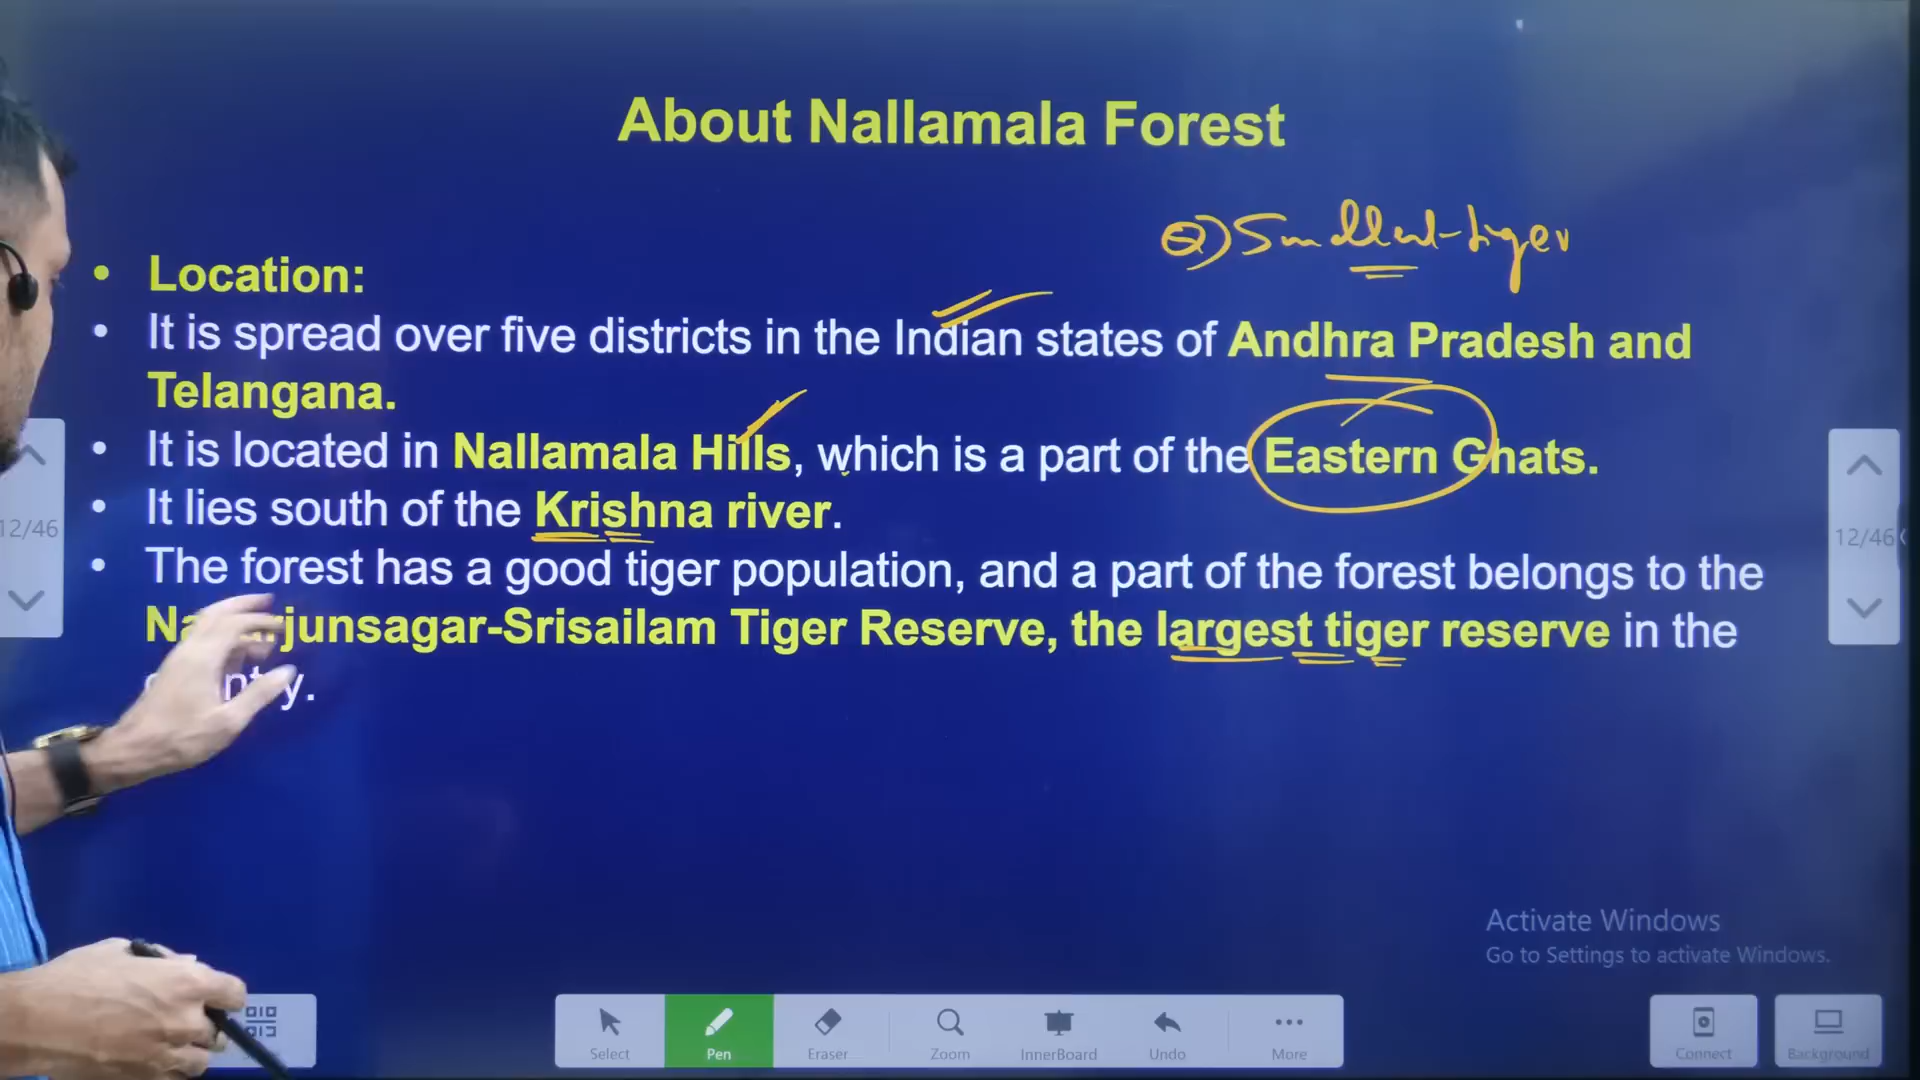 About Nallamala Forest
Q) Smallest tiger
• Location:
• It is spread over five districts in the Indian states of Andhra Pradesh and
Telangana.
• It is located in Nallamala Hills, which is a part of the Eastern Ghats.
• It lies south of the Krishna river.
• The forest has a good tiger population, and a part of the forest belongs to the
junsagar-Srisailam Tiger Reserve, the largest tiger reserve in the
12/46
12/46
Activate Windows
Go to Settings to activate Windows.
Select
Pen
Eraser
Zoom
InnerBoard
Undo
More
Connect
Background